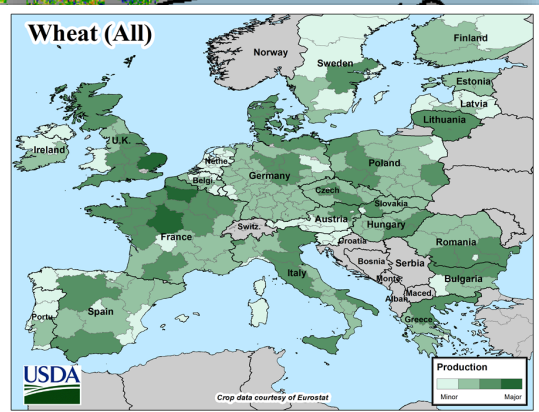 Wheat (All)
Norway
Finland
Sweden
Estonia
Latvia
Lithuania
U.K.
Ireland
Nethe.
Belgi.
Germany
Poland
Czech
Slovakia
Austria
Hungary
Switz.
France
Croatia
Romania
Bosnia
Serbia
Italy
Monte.
Bulgaria
Maced.
Alban.
Portu.
Spain
Greece
USDA
Crop data courtesy of Eurostat
Production
Minor Major